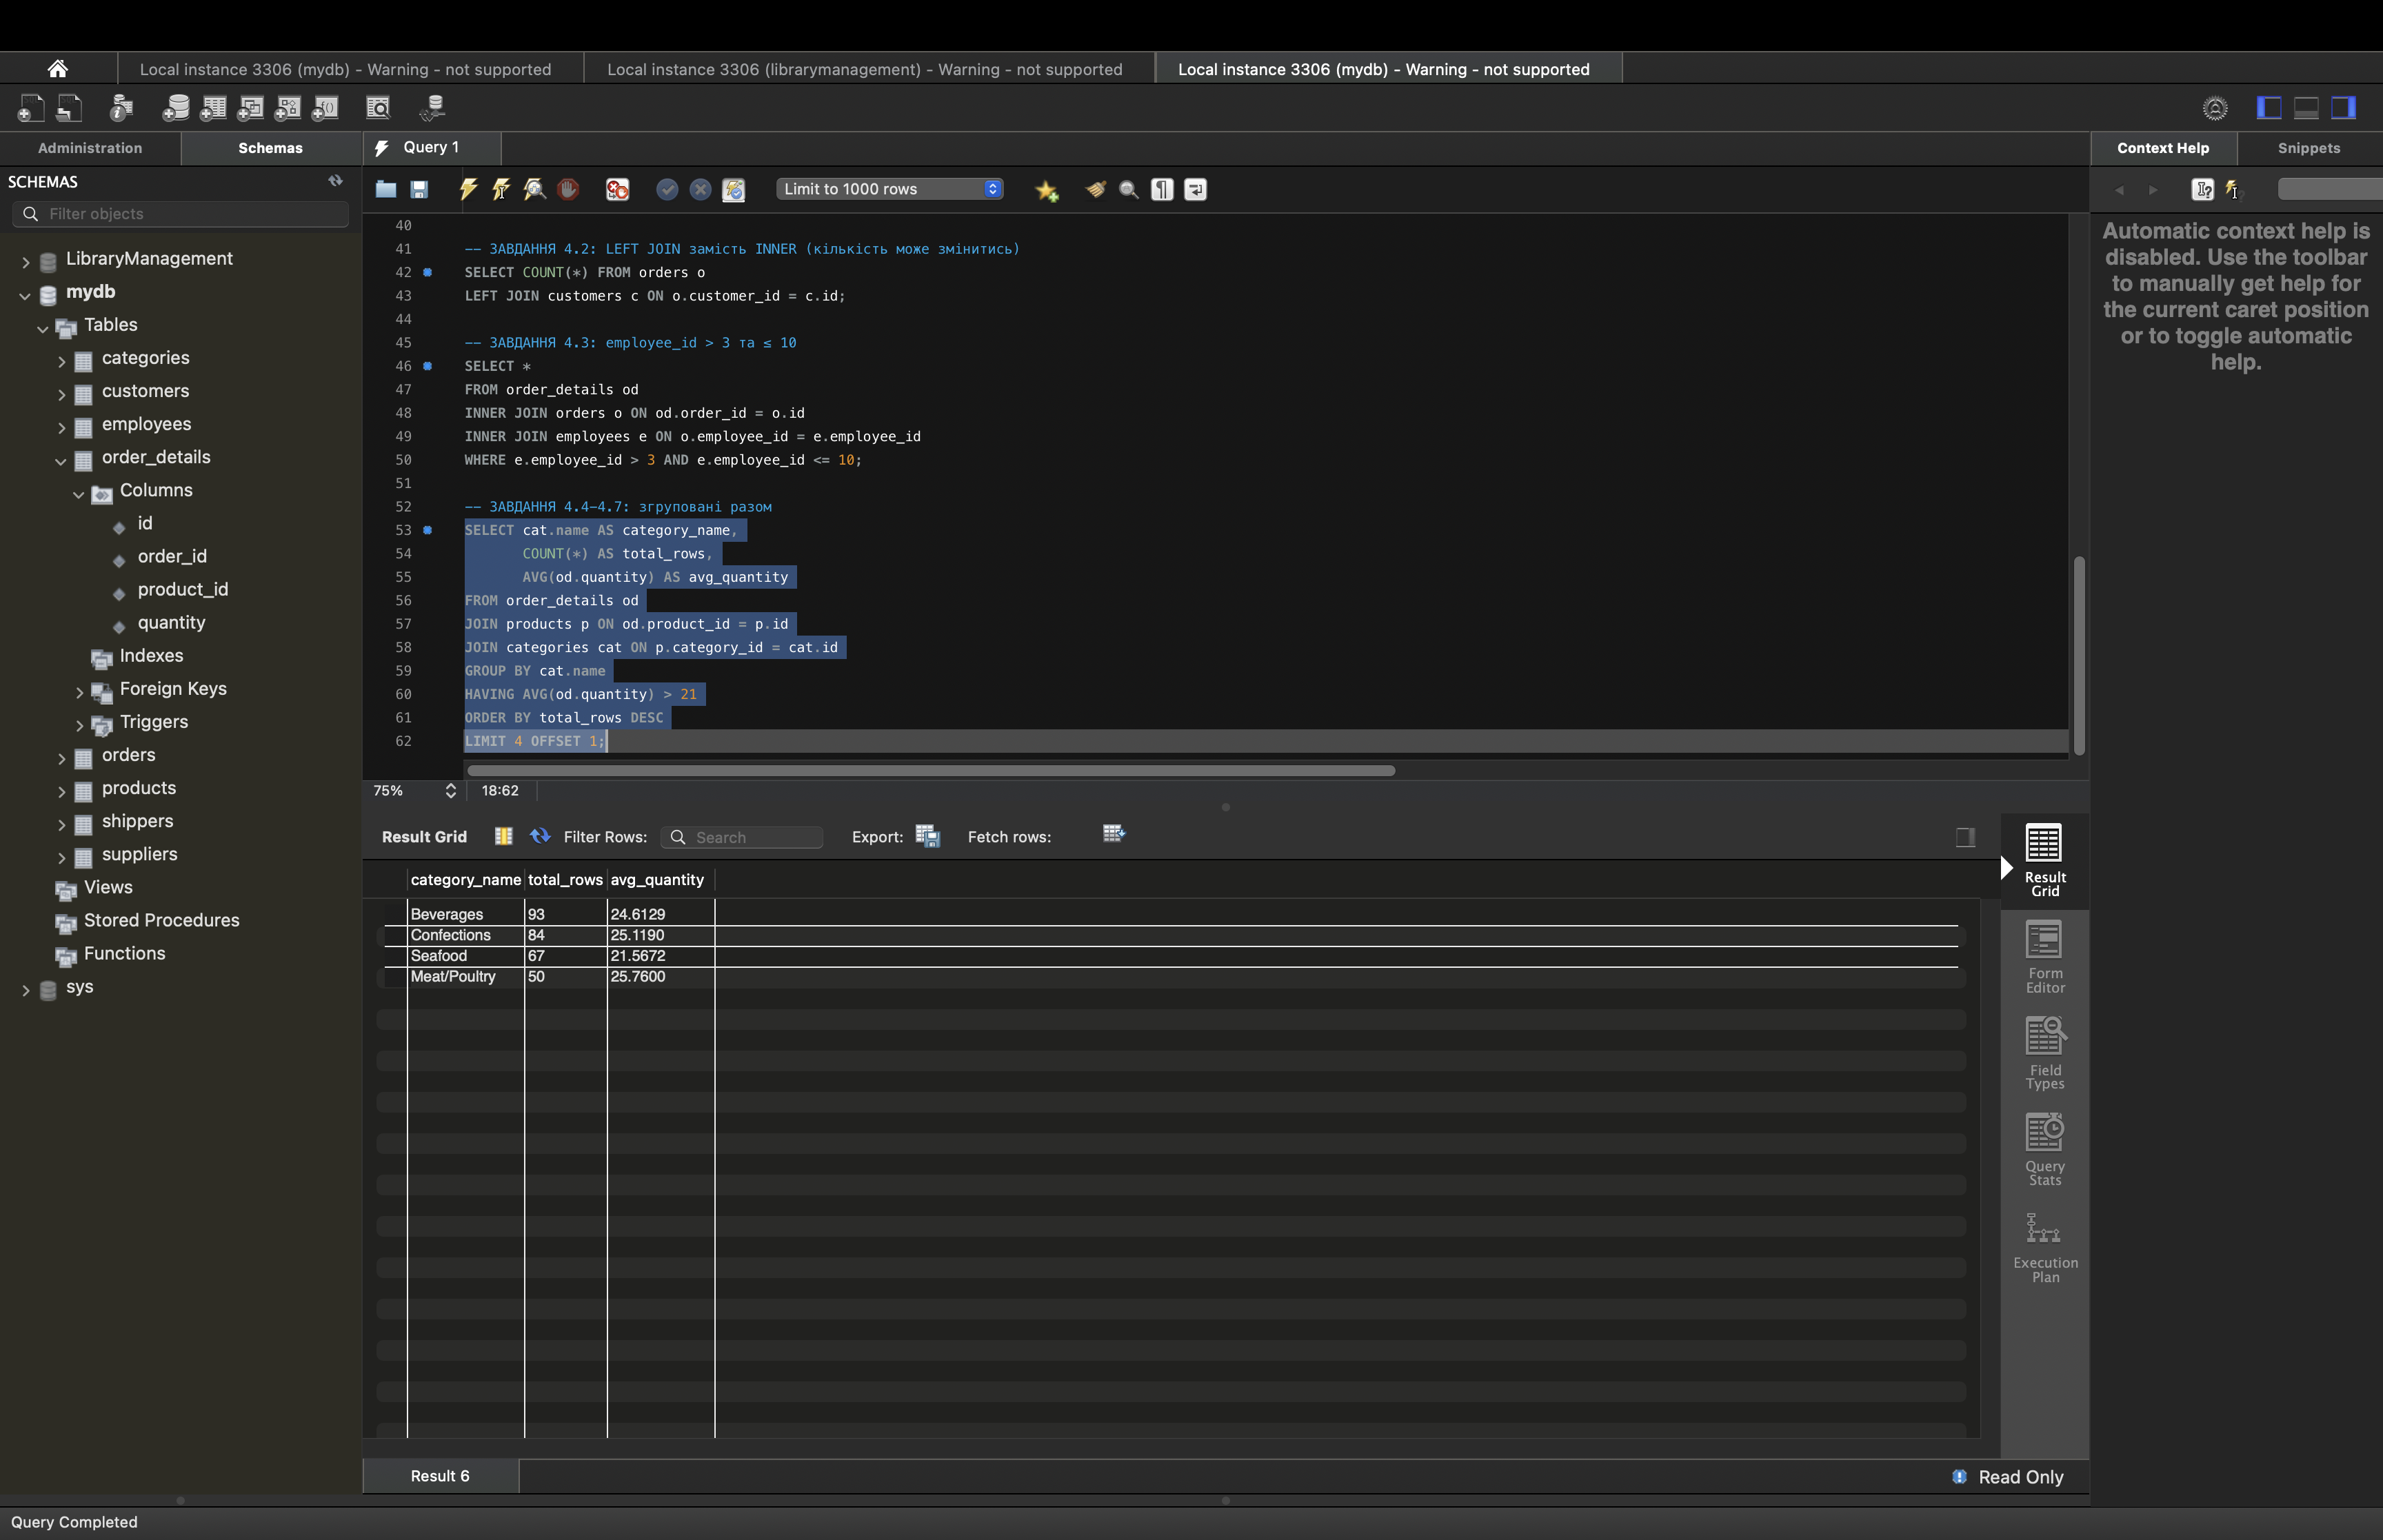 Local instance 3306 (mydb) - Warning - not supported
Local instance 3306 (librarymanagement) - Warning - not supported
Local instance 3306 (mydb) - Warning - not supported
Administration
Schemas
Query 1
Context Help
Snippets
SCHEMAS
Filter objects
Limit to 1000 rows
LibraryManagement
mydb
Tables
categories
customers
employees
order_details
Columns
id
order_id
product_id
quantity
Indexes
Foreign Keys
Triggers
orders
products
shippers
suppliers
Views
Stored Procedures
Functions
sys
40
41 -- ЗАВДАННЯ 4.2: LEFT JOIN замість INNER (кількість може змінитись)
42 SELECT COUNT(*) FROM orders o
43 LEFT JOIN customers c ON o.customer_id = c.id;
44
45 -- ЗАВДАННЯ 4.3: employee_id > 3 та ≤ 10
46 SELECT *
47 FROM order_details od
48 INNER JOIN orders o ON od.order_id = o.id
49 INNER JOIN employees e ON o.employee_id = e.employee_id
50 WHERE e.employee_id > 3 AND e.employee_id <= 10;
51
52 -- ЗАВДАННЯ 4.4–4.7: згруповані разом
53 SELECT cat.name AS category_name,
54 COUNT(*) AS total_rows,
55 AVG(od.quantity) AS avg_quantity
56 FROM order_details od
57 JOIN products p ON od.product_id = p.id
58 JOIN categories cat ON p.category_id = cat.id
59 GROUP BY cat.name
60 HAVING AVG(od.quantity) > 21
61 ORDER BY total_rows DESC
62 LIMIT 4 OFFSET 1;
75%
18:62
Automatic context help is
disabled. Use the toolbar
to manually get help for
the current caret position
or to toggle automatic
help.
Result Grid
Filter Rows:
Search
Export:
Fetch rows:
category_name total_rows avg_quantity
Beverages 93 24.6129
Confections 84 25.1190
Seafood 67 21.5672
Meat/Poultry 50 25.7600
Result
Grid
Form
Editor
Field
Types
Query
Stats
Execution
Plan
Result 6
Read Only
Query Completed